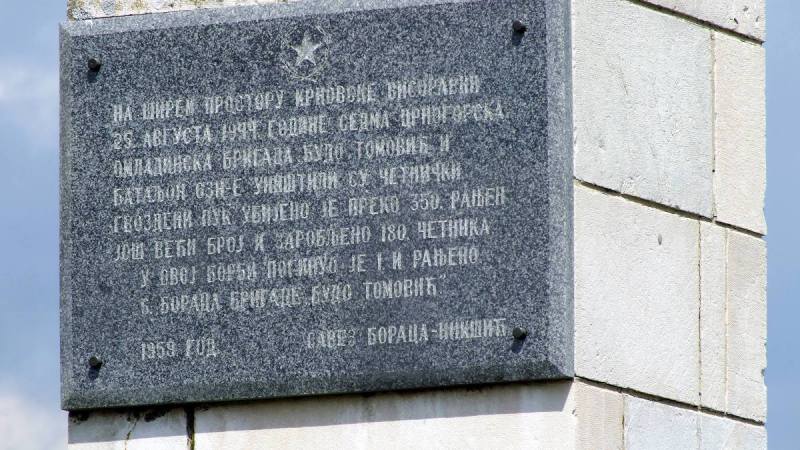 НА ШИРЕМ ПРОСТОРУ КРНОВСКЕ ВИСОРАВНИ
25. АВГУСТА 1944. ГОДИНЕ СЕДМА ЦРНОГОРСКА
ОМЛАДИНСКА БРИГАДА БУДО ТОМОВИЋ И
БАТАЉОН ОЗН-Е УНИШТИЛИ СУ ЧЕТНИЧКИ
ГВОЗДЕНИ ПУК УБИЈЕНО ЈЕ ПРЕКО 350, РАЊЕН
ЈОШ ВЕЋИ БРОЈ И ЗАРОБЉЕНО 180 ЧЕТНИКА
У ОВОЈ БОРБИ ПОГИНУО ЈЕ 1 И РАЊЕНО
6 БОРАЦА БРИГАДЕ „БУДО ТОМОВИЋ"
1959 ГОД. САВЕЗ БОРАЦА-НИКШИЋ